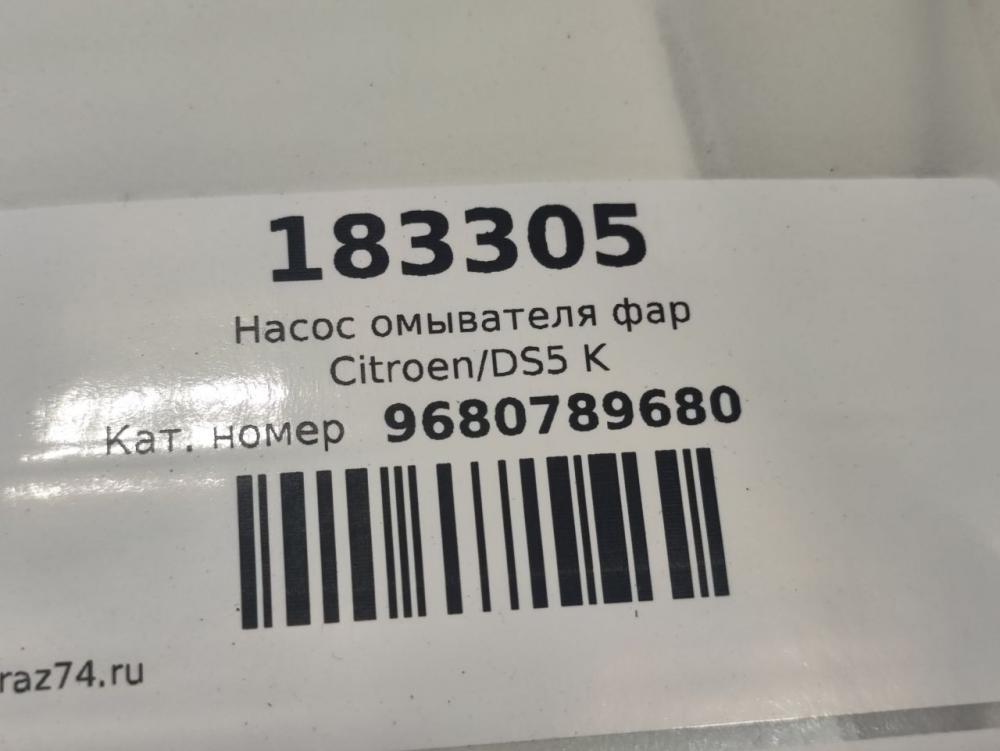 183305
Насос омывателя фар
Citroen/DS5 K
Кат. номер 9680789680
raz74.ru